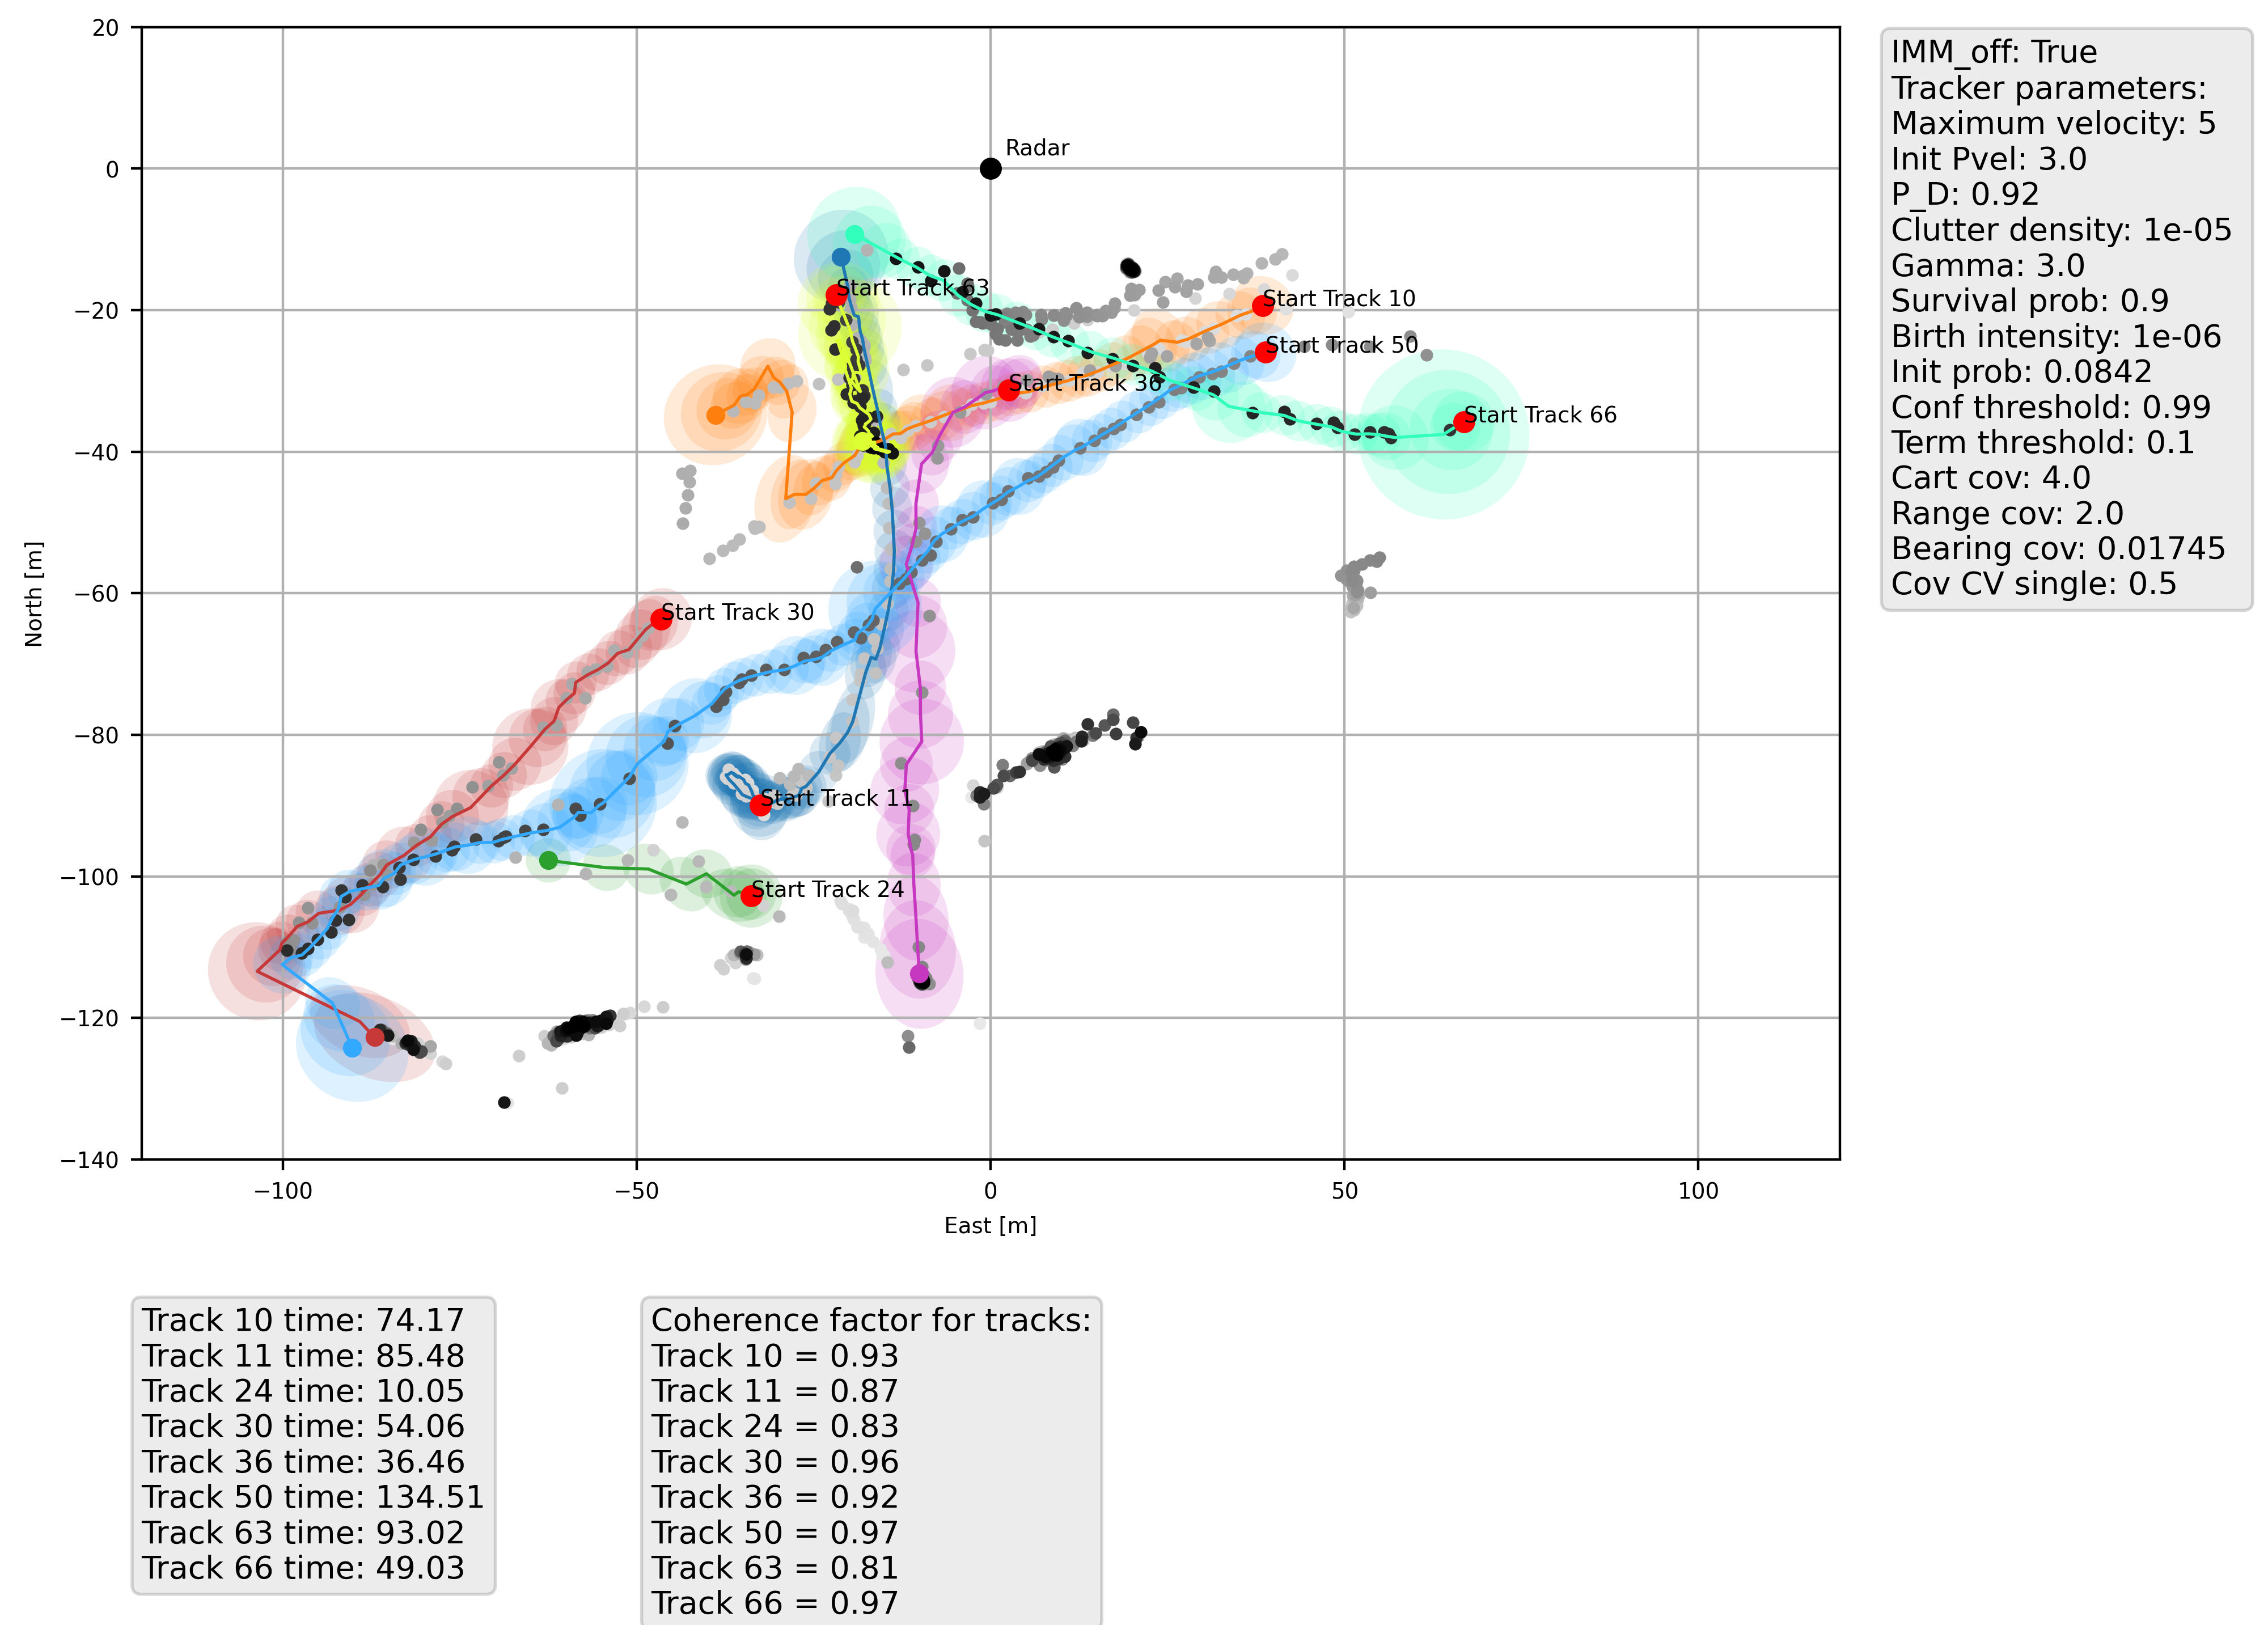 20
0
−20
−40
−60
−80
−100
−120
−140
−100
−50
0
50
100
North [m]
East [m]
Radar
Start Track 63
Start Track 10
Start Track 50
Start Track 36
Start Track 66
Start Track 30
Start Track 11
Start Track 24
IMM_off: True
Tracker parameters:
Maximum velocity: 5
Init Pvel: 3.0
P_D: 0.92
Clutter density: 1e-05
Gamma: 3.0
Survival prob: 0.9
Birth intensity: 1e-06
Init prob: 0.0842
Conf threshold: 0.99
Term threshold: 0.1
Cart cov: 4.0
Range cov: 2.0
Bearing cov: 0.01745
Cov CV single: 0.5
Track 10 time: 74.17
Track 11 time: 85.48
Track 24 time: 10.05
Track 30 time: 54.06
Track 36 time: 36.46
Track 50 time: 134.51
Track 63 time: 93.02
Track 66 time: 49.03
Coherence factor for tracks:
Track 10 = 0.93
Track 11 = 0.87
Track 24 = 0.83
Track 30 = 0.96
Track 36 = 0.92
Track 50 = 0.97
Track 63 = 0.81
Track 66 = 0.97